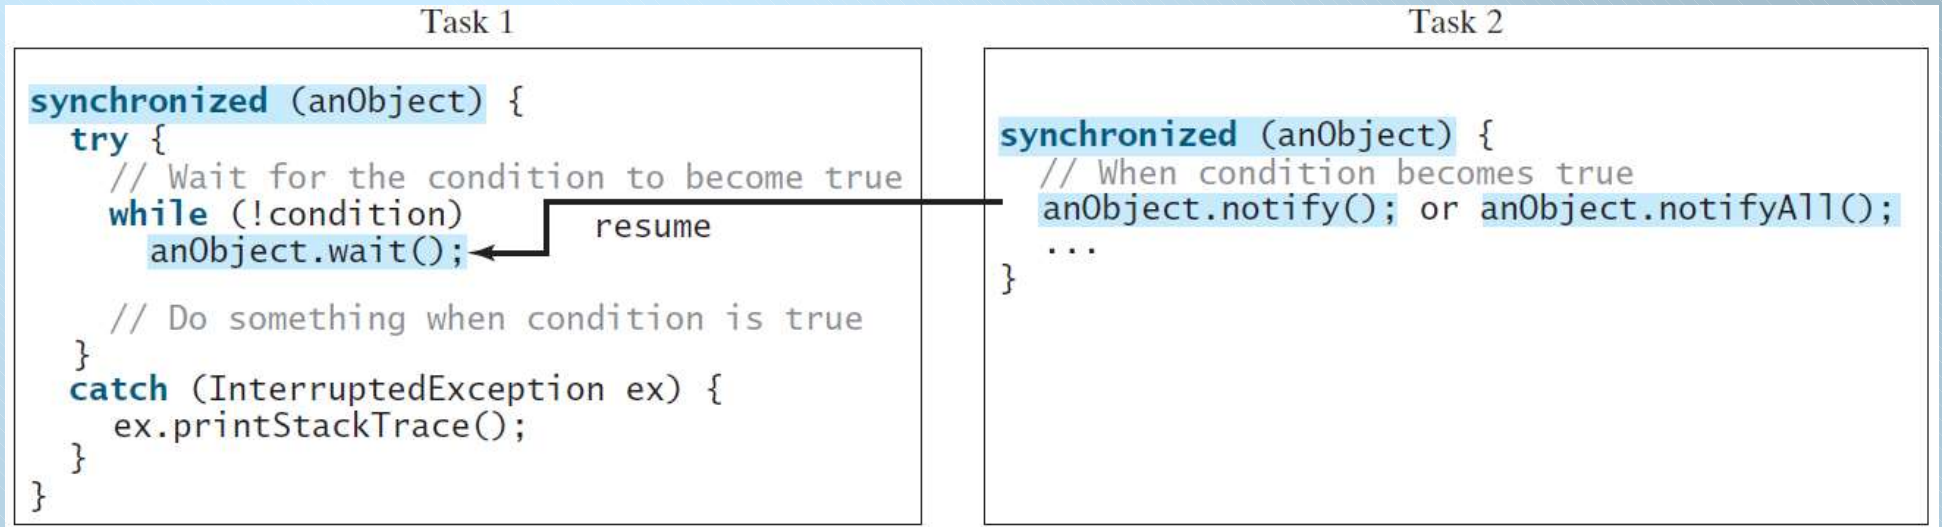 Task 1
synchronized (anObject) {
try {
// Wait for the condition to become true
while (!condition)
anObject.wait();
// Do something when condition is true
}
catch (InterruptedException ex) {
ex.printStackTrace();
}
}
resume
Task 2
synchronized (anObject) {
// When condition becomes true
anObject.notify(); or anObject.notifyAll();
...
}